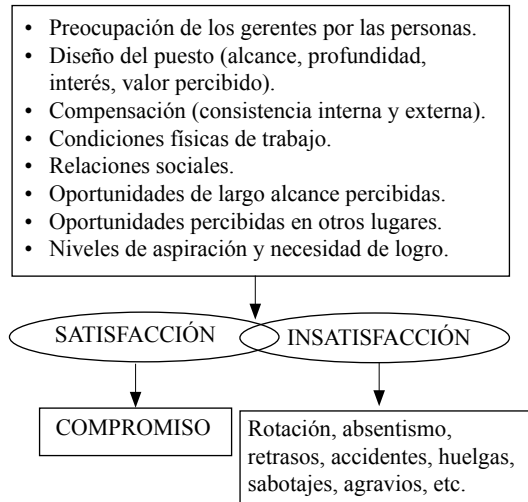 • Preocupación de los gerentes por las personas.
• Diseño del puesto (alcance, profundidad,
interés, valor percibido).
• Compensación (consistencia interna y externa).
• Condiciones físicas de trabajo.
• Relaciones sociales.
• Oportunidades de largo alcance percibidas.
• Oportunidades percibidas en otros lugares.
• Niveles de aspiración y necesidad de logro.
SATISFACCIÓN
INSATISFACCIÓN
COMPROMISO
Rotación, absentismo,
retrasos, accidentes, huelgas,
sabotajes, agravios, etc.